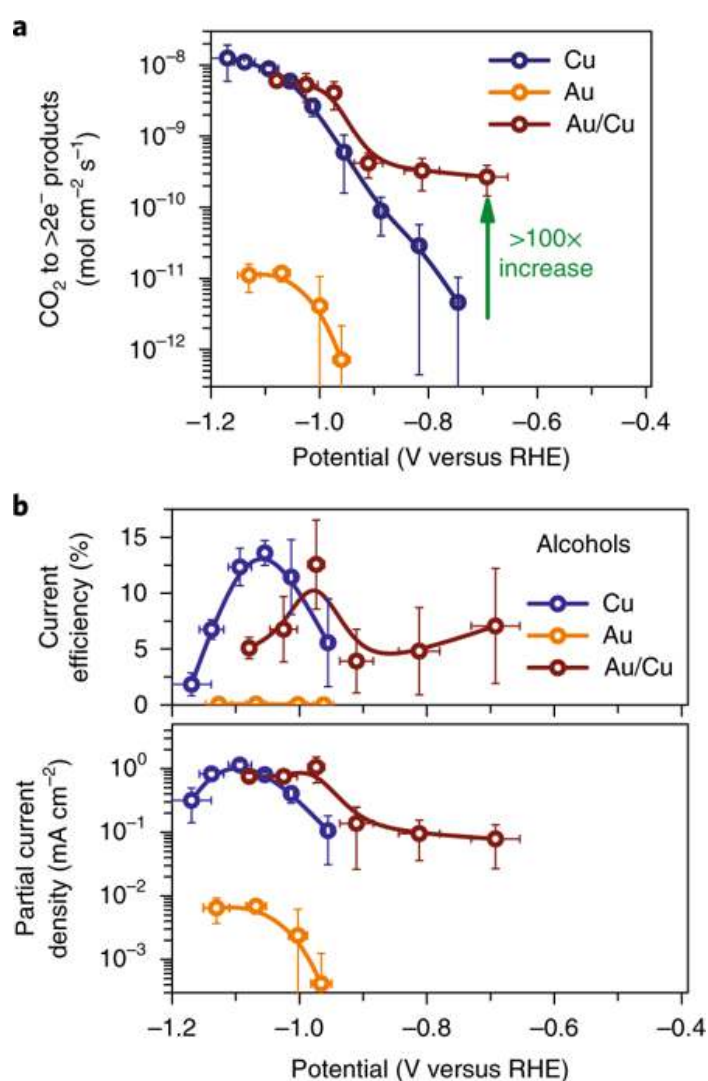 a
CO₂ to >2e⁻ products
(mol cm⁻² s⁻¹)
10⁻⁸
10⁻⁹
10⁻¹⁰
10⁻¹¹
10⁻¹²
Cu
Au
Au/Cu
>100×
increase
−1.2 −1.0 −0.8 −0.6 −0.4
Potential (V versus RHE)
b
Current
efficiency (%)
15
10
5
0
Alcohols
Cu
Au
Au/Cu
Partial current
density (mA cm⁻²)
10⁰
10⁻¹
10⁻²
10⁻³
−1.2 −1.0 −0.8 −0.6 −0.4
Potential (V versus RHE)